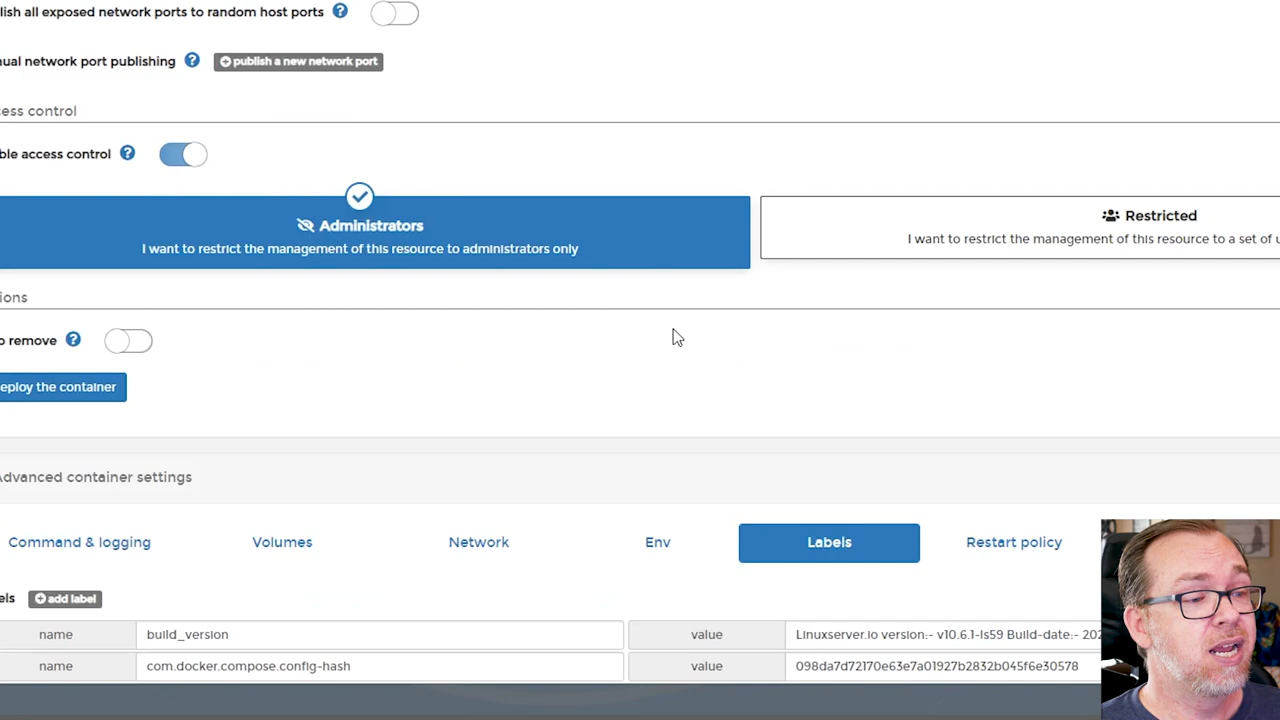 lish all exposed network ports to random host ports ?
ual network port publishing ? publish a new network port
ess control
ble access control ?
Administrators
I want to restrict the management of this resource to administrators only
Restricted
I want to restrict the management of this resource to a set of u
ions
o remove ?
eploy the container
Advanced container settings
Command & logging Volumes Network Env Labels Restart policy
els add label
name build_version value Linuxserver.io version:- v10.6.1-ls59 Build-date:- 202
name com.docker.compose.config-hash value 098da7d72170e63e7a01927b2832b045f6e30578